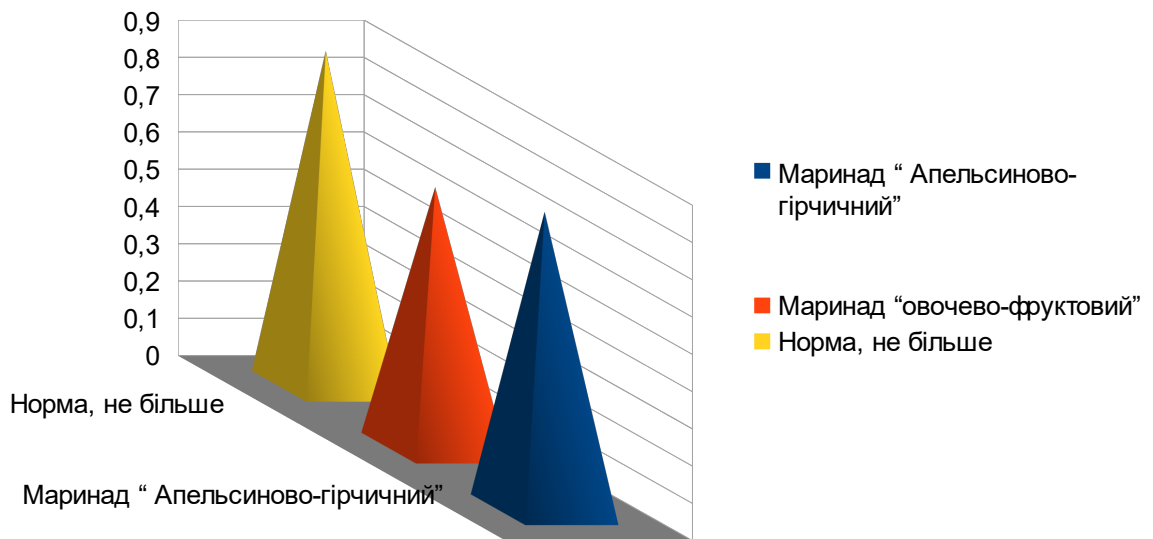 0,9
0,8
0,7
0,6
0,5
0,4
0,3
0,2
0,1
0
Норма, не більше
Маринад “ Апельсиново-гірчичний”
Маринад “ Апельсиново-
гірчичний”
Маринад “овочево-фруктовий”
Норма, не більше